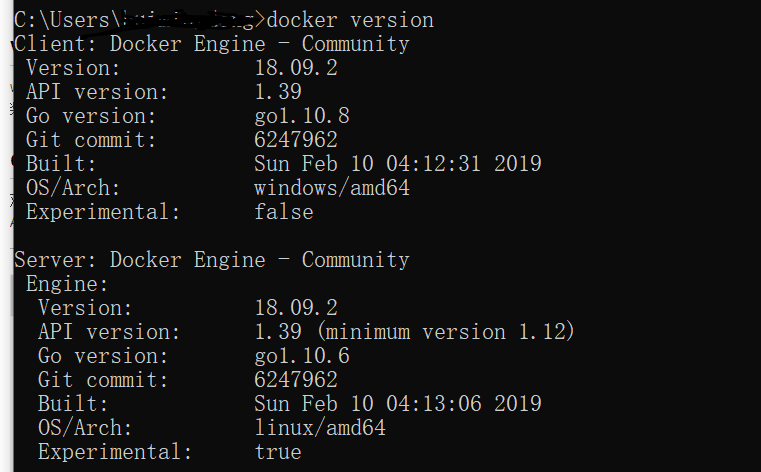 C:\Users\>docker version
Client: Docker Engine - Community
Version: 18.09.2
API version: 1.39
Go version: go1.10.8
Git commit: 6247962
Built: Sun Feb 10 04:12:31 2019
OS/Arch: windows/amd64
Experimental: false
Server: Docker Engine - Community
Engine:
Version: 18.09.2
API version: 1.39 (minimum version 1.12)
Go version: go1.10.6
Git commit: 6247962
Built: Sun Feb 10 04:13:06 2019
OS/Arch: linux/amd64
Experimental: true